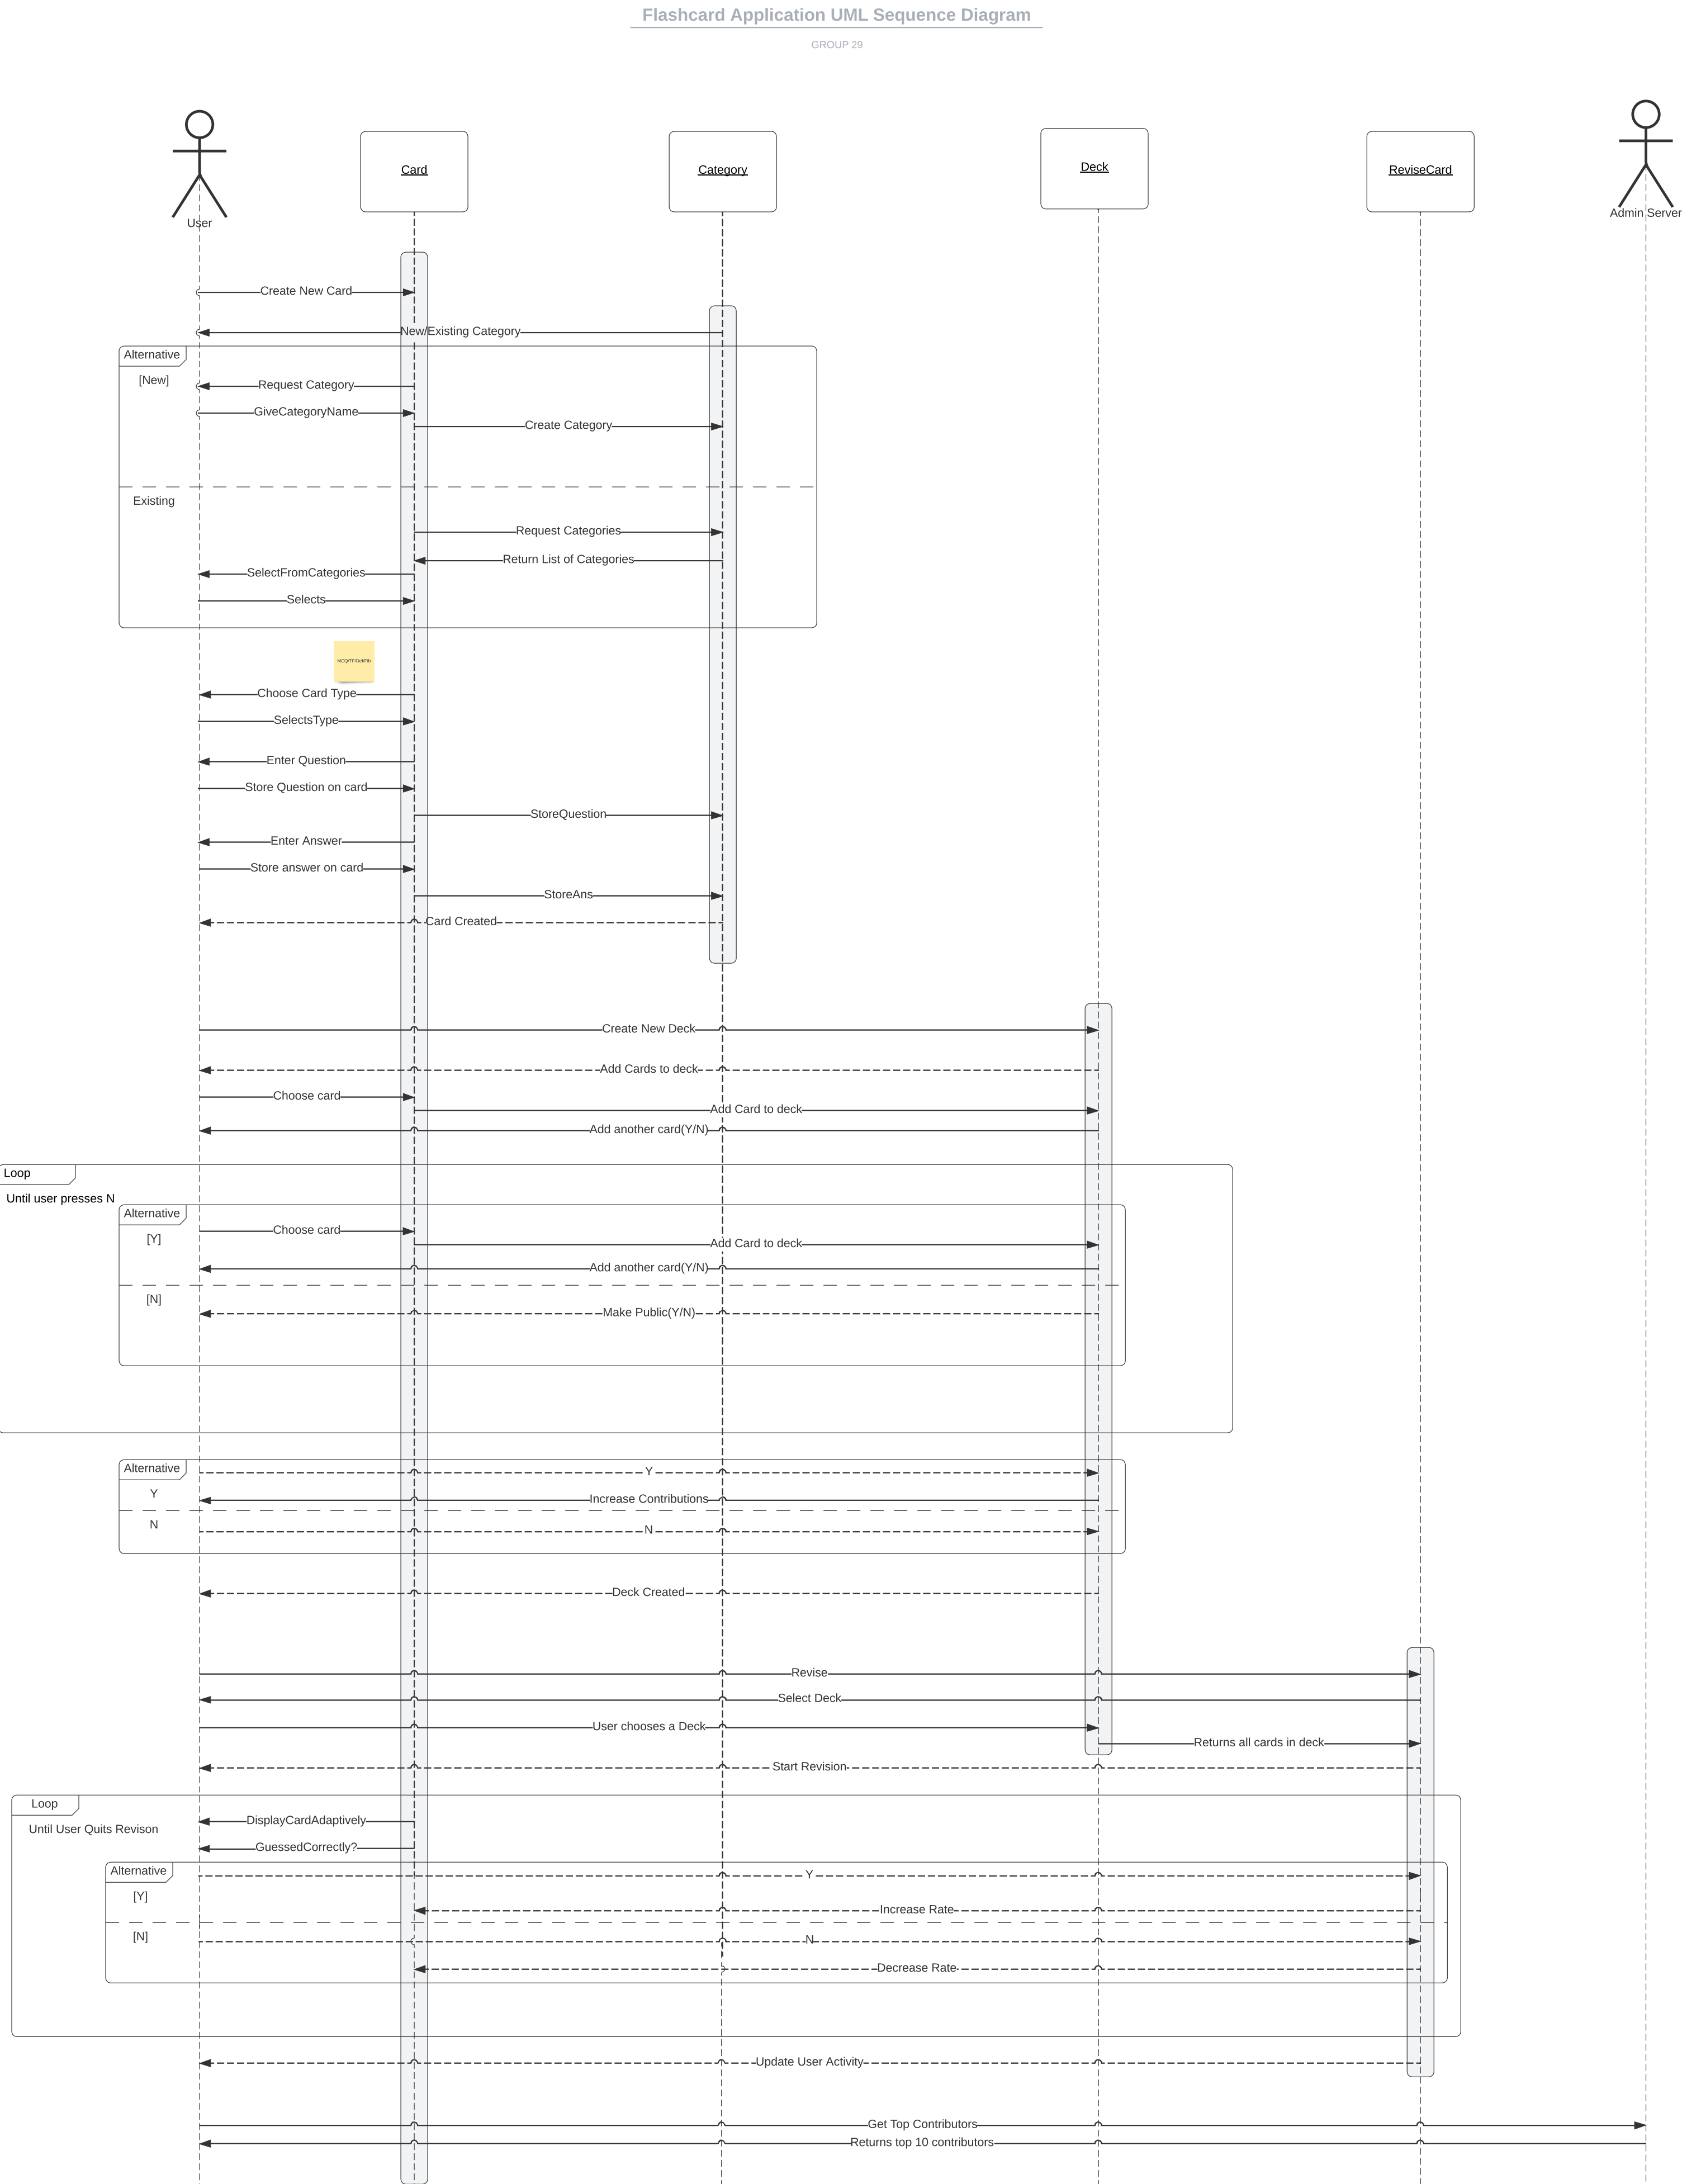 Flashcard Application UML Sequence Diagram
GROUP 29
User
Card
Category
Deck
ReviseCard
Admin Server
Create New Card
New/Existing Category
Alternative
[New]
Request Category
GiveCategoryName
Create Category
Existing
Request Categories
Return List of Categories
SelectFromCategories
Selects
MCQ/TF/Def/Fib
Choose Card Type
SelectsType
Enter Question
Store Question on card
StoreQuestion
Enter Answer
Store answer on card
StoreAns
Card Created
Create New Deck
Add Cards to deck
Choose card
Add Card to deck
Add another card(Y/N)
Loop
Until user presses N
Alternative
Choose card
[Y]
Add Card to deck
Add another card(Y/N)
[N]
Make Public(Y/N)
Alternative
Y
Y
Increase Contributions
N
N
Deck Created
Revise
Select Deck
User chooses a Deck
Returns all cards in deck
Start Revision
Loop
DisplayCardAdaptively
Until User Quits Revison
GuessedCorrectly?
Alternative
Y
[Y]
Increase Rate
[N]
N
Decrease Rate
Update User Activity
Get Top Contributors
Returns top 10 contributors